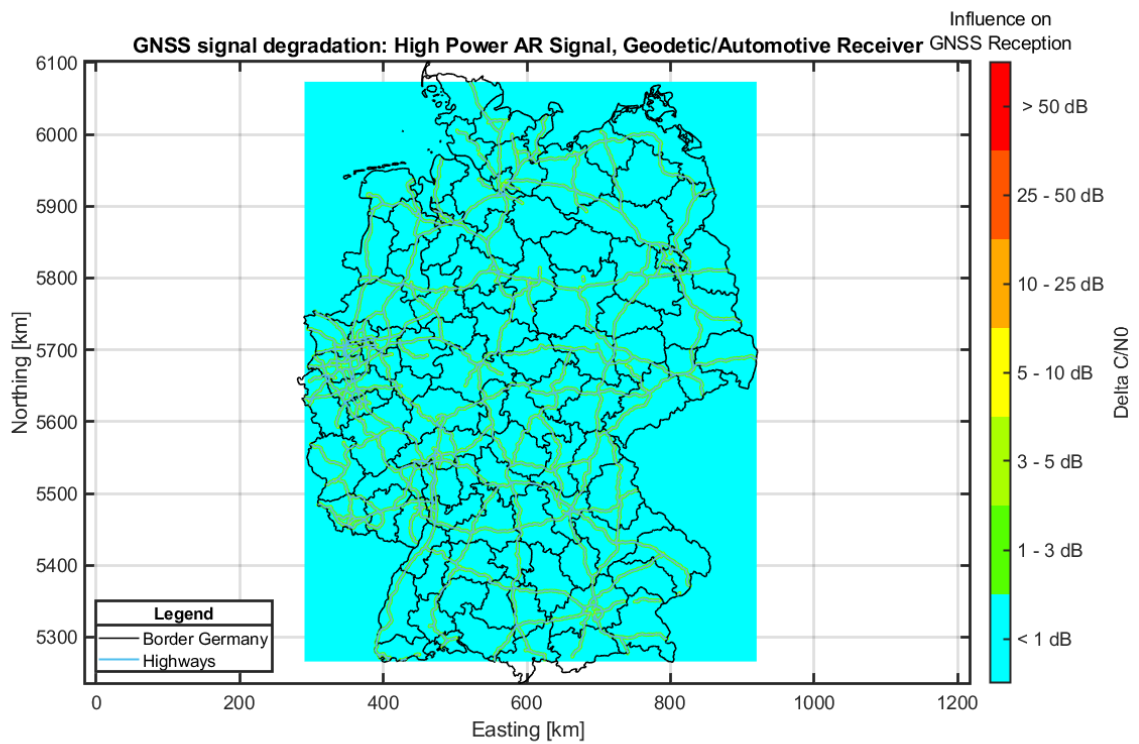 Influence on
GNSS signal degradation: High Power AR Signal, Geodetic/Automotive Receiver GNSS Reception
6100
6000
5900
5800
5700
5600
5500
5400
5300
Northing [km]
0
200
400
600
800
1000
1200
Easting [km]
Legend
Border Germany
Highways
> 50 dB
25 - 50 dB
10 - 25 dB
5 - 10 dB
3 - 5 dB
1 - 3 dB
< 1 dB
Delta C/N0